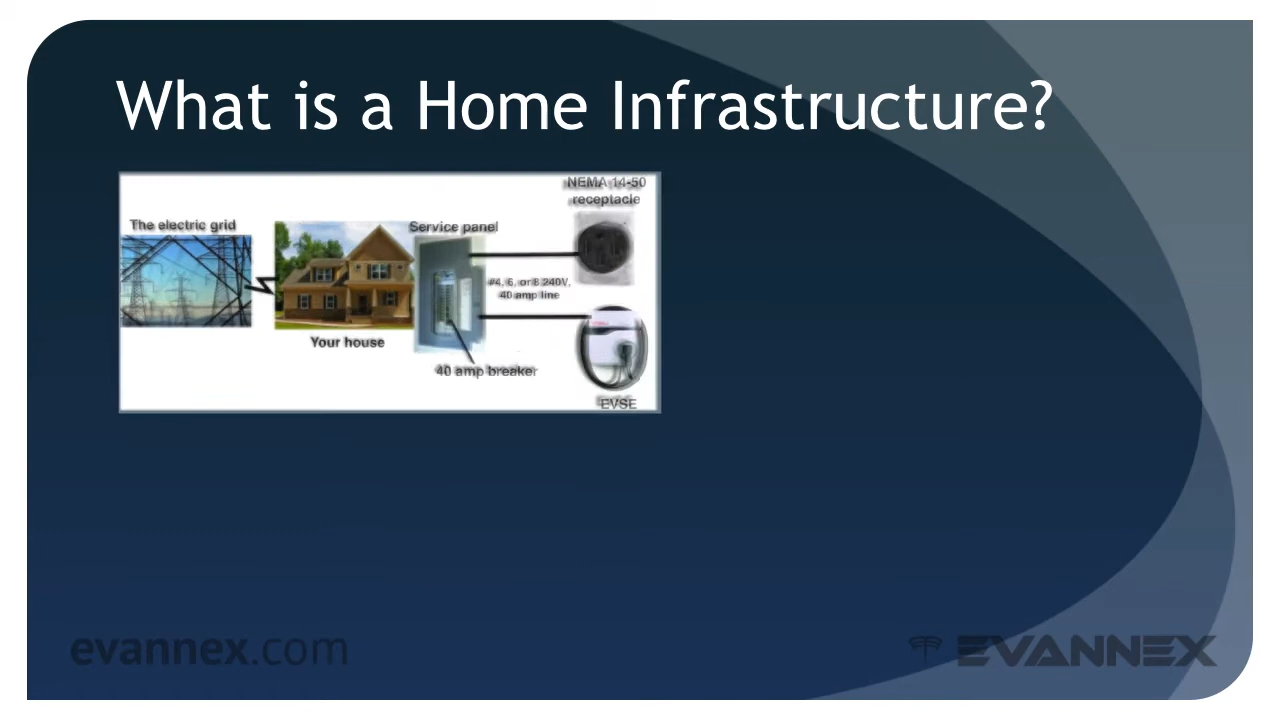 What is a Home Infrastructure?
NEMA 14-50
receptacle
The electric grid
Service panel
#4, 6, or 8 240V,
40 amp line
Your house
40 amp breaker
EVSE
evannex.com
EVANNEX